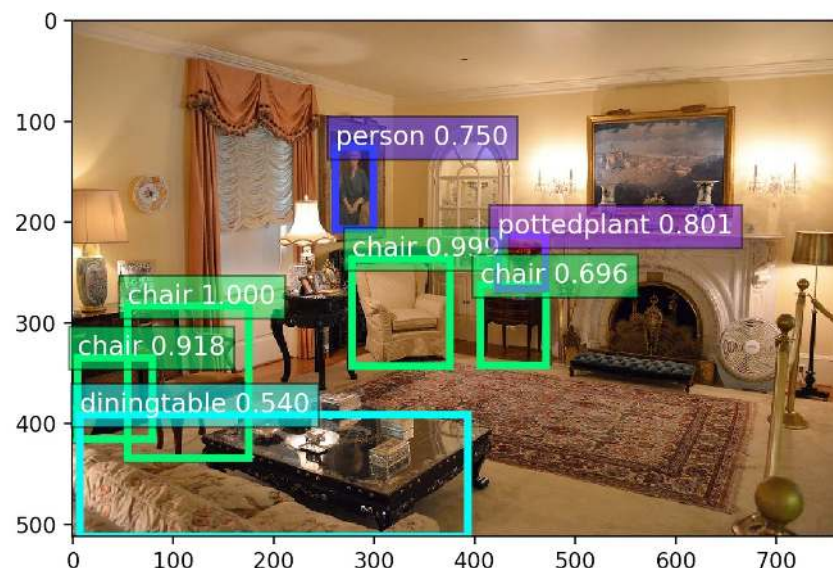 0
100
person 0.750
200
pottedplant 0.801
chair 0.999
chair 0.696
chair 1.000
300
chair 0.918
diningtable 0.540
400
500
0 100 200 300 400 500 600 700